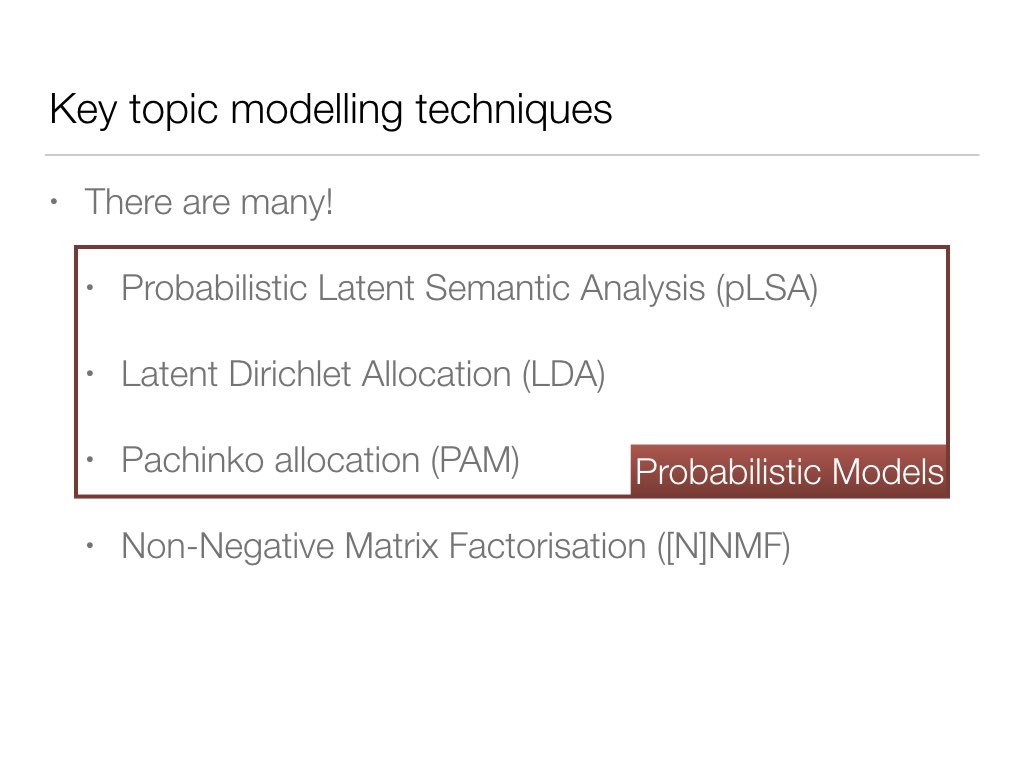 Key topic modelling techniques
• There are many!
• Probabilistic Latent Semantic Analysis (pLSA)
• Latent Dirichlet Allocation (LDA)
• Pachinko allocation (PAM)
Probabilistic Models
• Non-Negative Matrix Factorisation ([N]NMF)